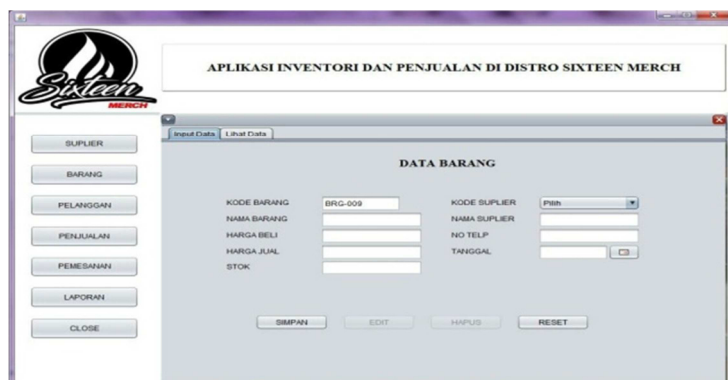 Sixteen
MERCH
APLIKASI INVENTORI DAN PENJUALAN DI DISTRO SIXTEEN MERCH
SUPLIER
BARANG
PELANGGAN
PENJUALAN
PEMESANAN
LAPORAN
CLOSE
Input Data Lihat Data
DATA BARANG
KODE BARANG BRG-009 KODE SUPLIER Pilih
NAMA BARANG NAMA SUPLIER
HARGA BELI NO TELP
HARGA JUAL TANGGAL
STOK
SIMPAN EDIT HAPUS RESET